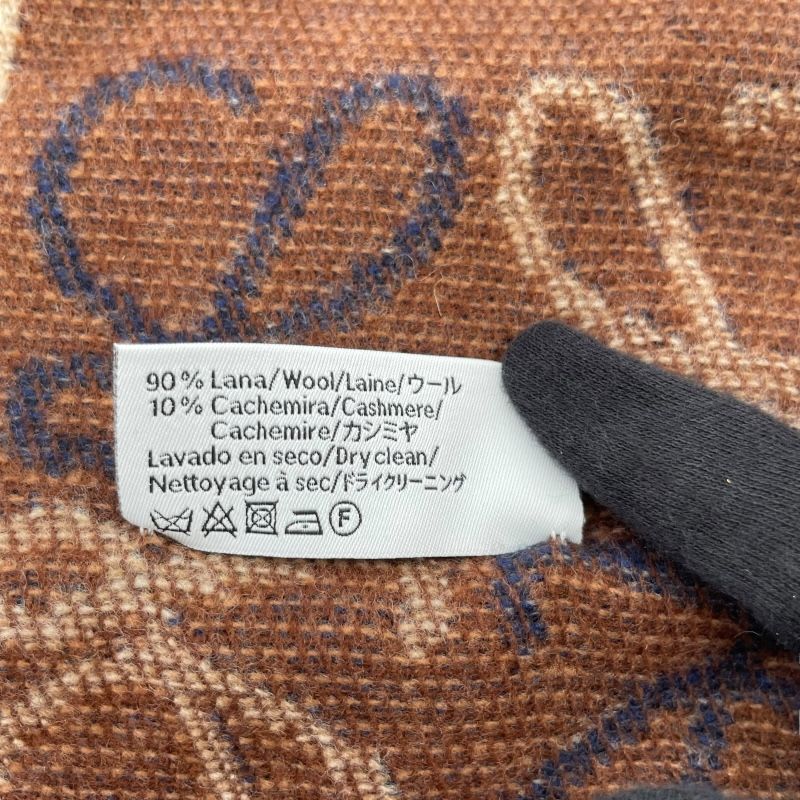 90% Lana/Wool/Laine/ウール
10% Cachemira/Cashmere/
Cachemire/カシミヤ
Lavado en seco/Dryclean/
Nettoyage à sec/ドライクリーニング
F